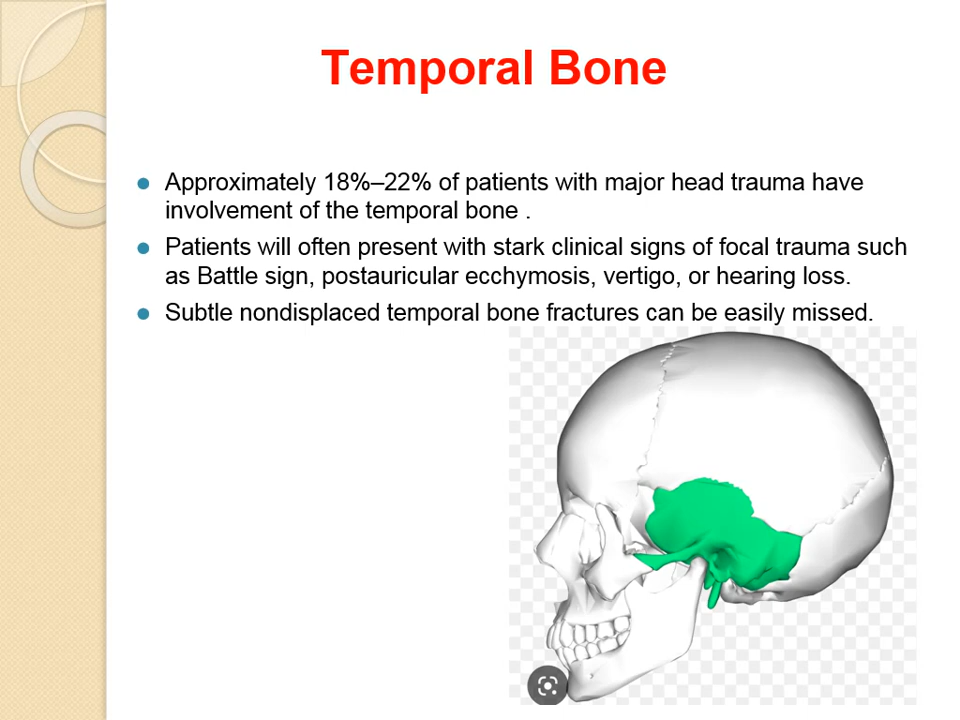 Temporal Bone
Approximately 18%–22% of patients with major head trauma have
involvement of the temporal bone .
Patients will often present with stark clinical signs of focal trauma such
as Battle sign, postauricular ecchymosis, vertigo, or hearing loss.
Subtle nondisplaced temporal bone fractures can be easily missed.